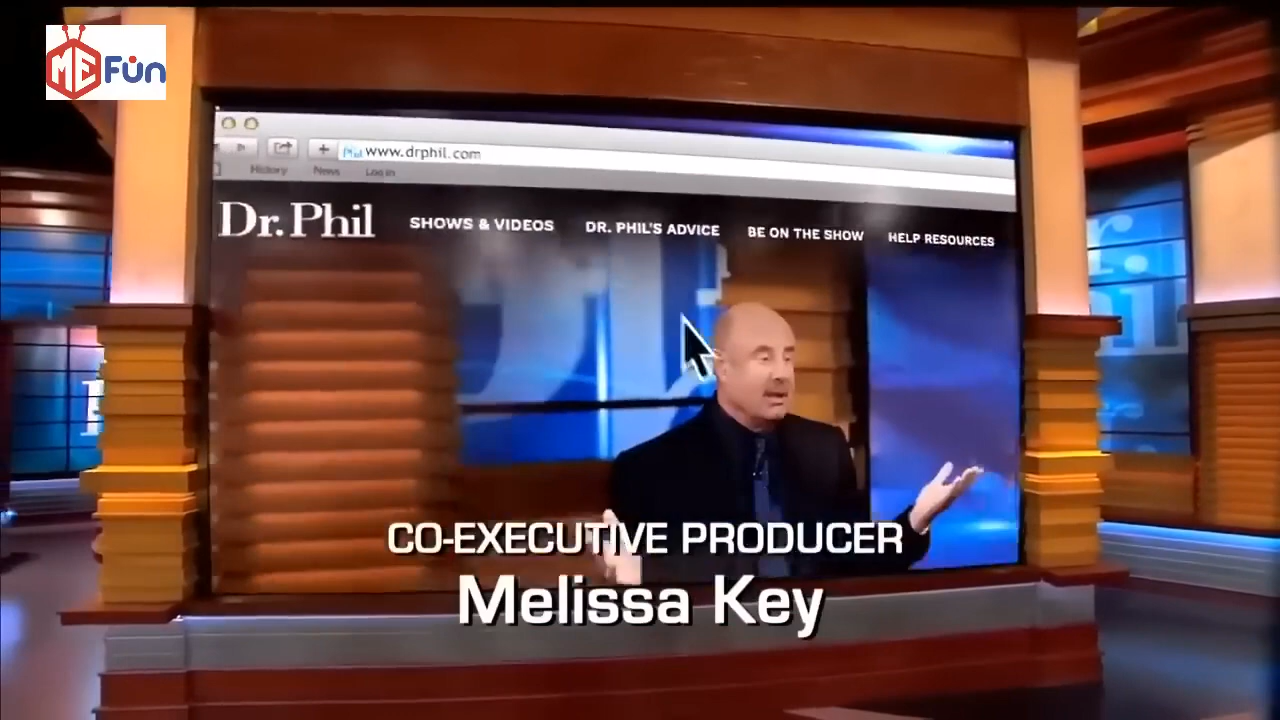 MEFun
www.drphil.com
History News Log in
Dr. Phil SHOWS & VIDEOS DR. PHIL'S ADVICE BE ON THE SHOW HELP RESOURCES
CO-EXECUTIVE PRODUCER
Melissa Key